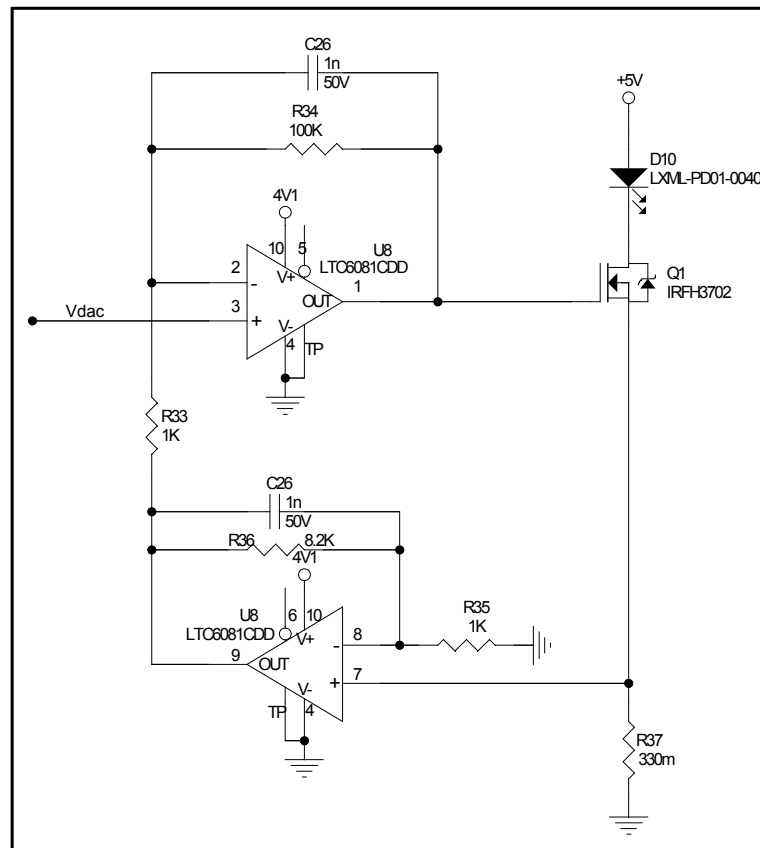 C26
1n
50V
R34
100K
+5V
D10
LXML-PD01-0040
4V1
10
5
U8
LTC6081CDD
2
V+
-
3
+
OUT
1
V-
4
TP
Vdac
Q1
IRFH3702
R33
1K
C26
1n
50V
R36
8.2K
4V1
U8
LTC6081CDD
6
10
V+
8
-
R35
1K
9
OUT
7
+
V-
TP
4
R37
330m